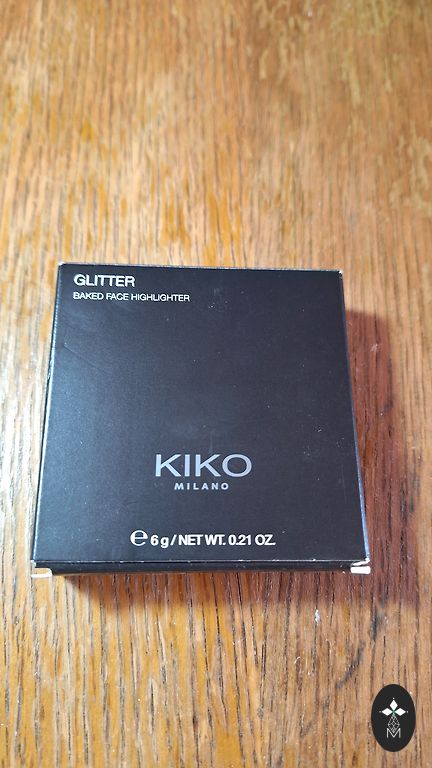 GLITTER
BAKED FACE HIGHLIGHTER
KIKO
MILANO
℮ 6 g / NET WT. 0.21 OZ.
M